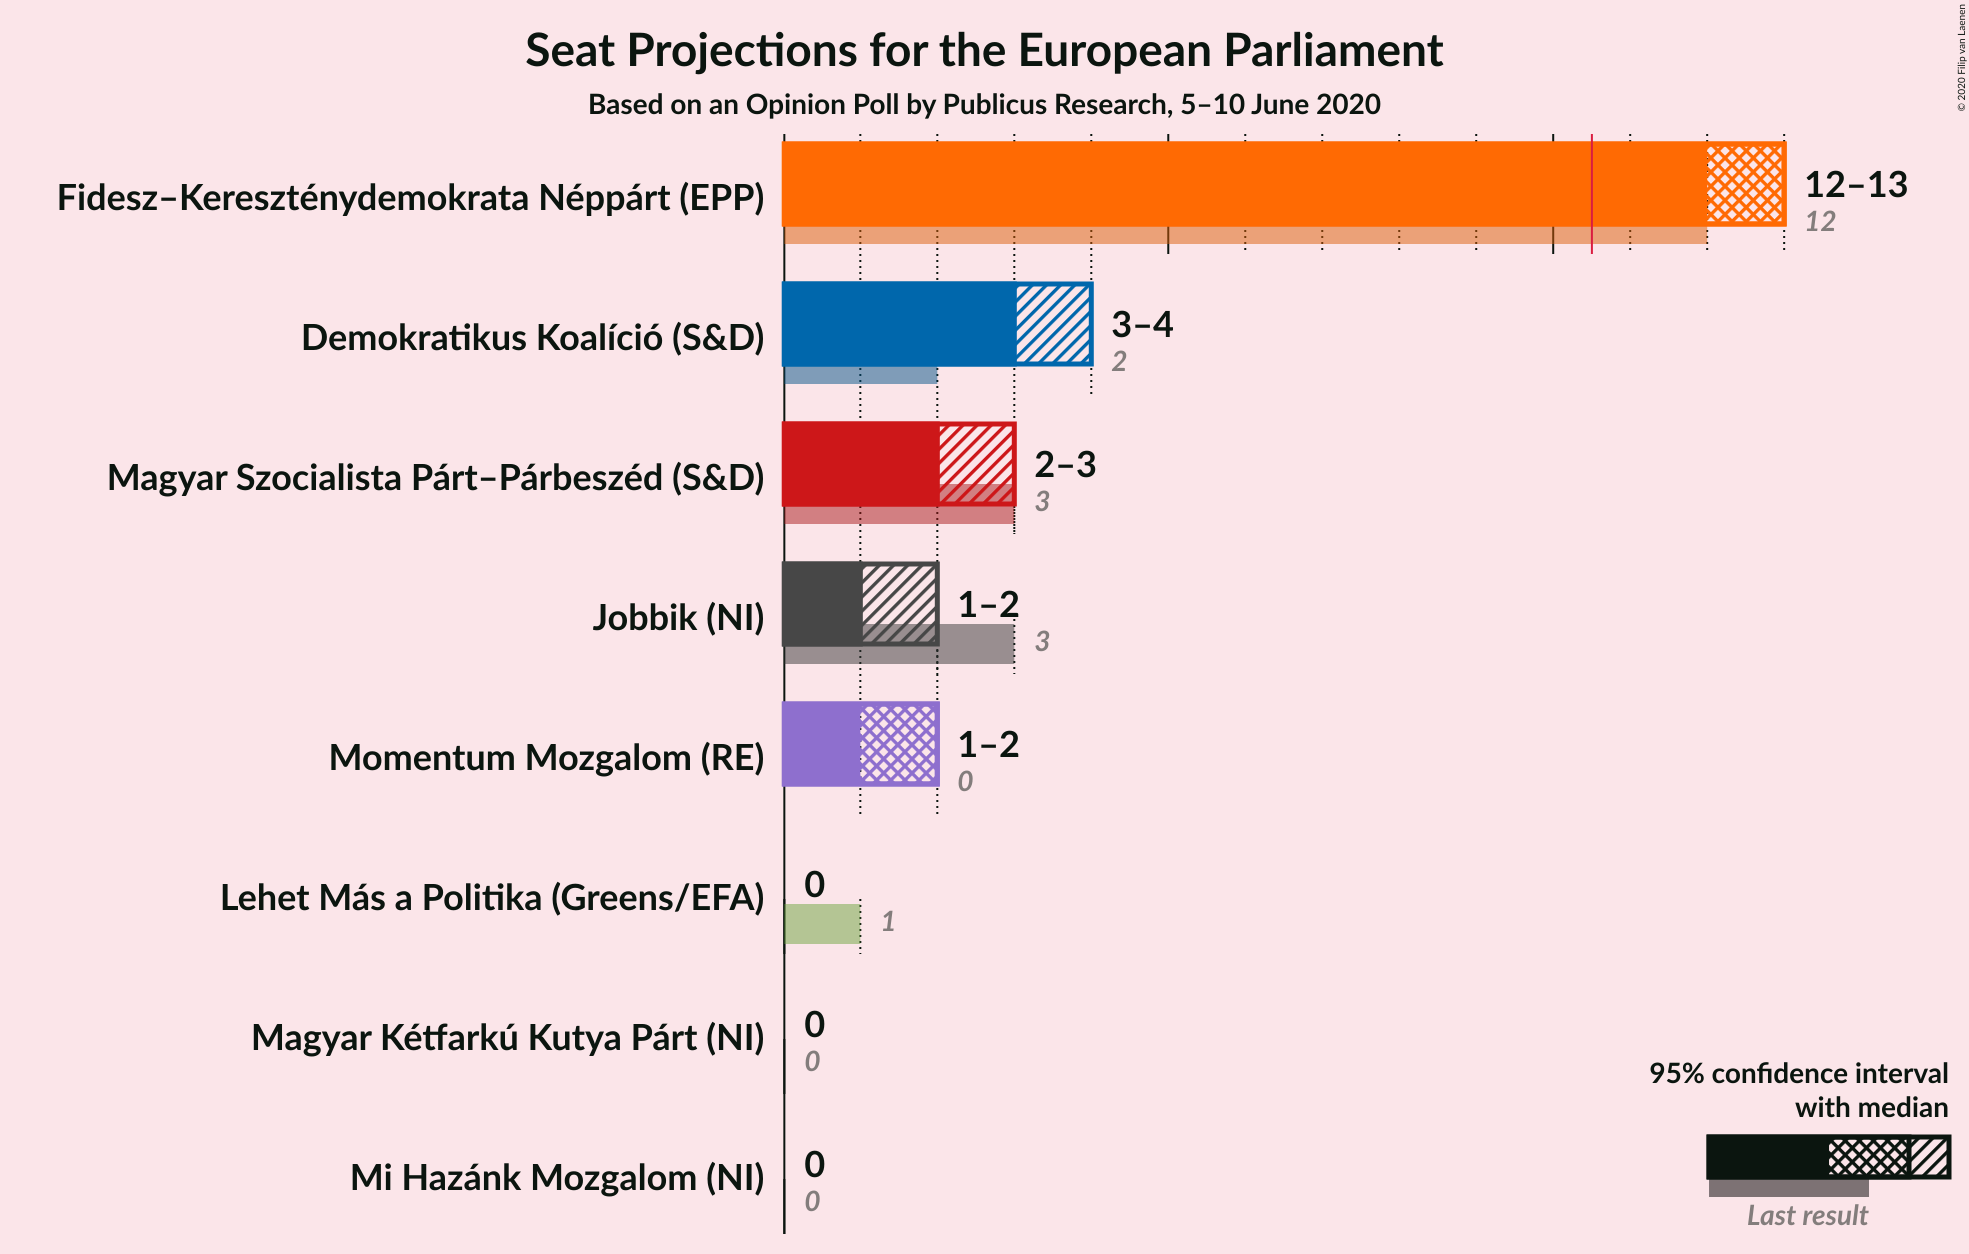 Seat Projections for the European Parliament
Based on an Opinion Poll by Publicus Research, 5–10 June 2020
© 2020 Filip van Laenen
Fidesz–Kereszténydemokrata Néppárt (EPP)
12–13
12
Demokratikus Koalíció (S&D)
3–4
2
Magyar Szocialista Párt–Párbeszéd (S&D)
2–3
3
Jobbik (NI)
1–2
3
Momentum Mozgalom (RE)
1–2
0
Lehet Más a Politika (Greens/EFA)
0
1
Magyar Kétfarkú Kutya Párt (NI)
0
0
Mi Hazánk Mozgalom (NI)
0
0
95% confidence interval
with median
Last result